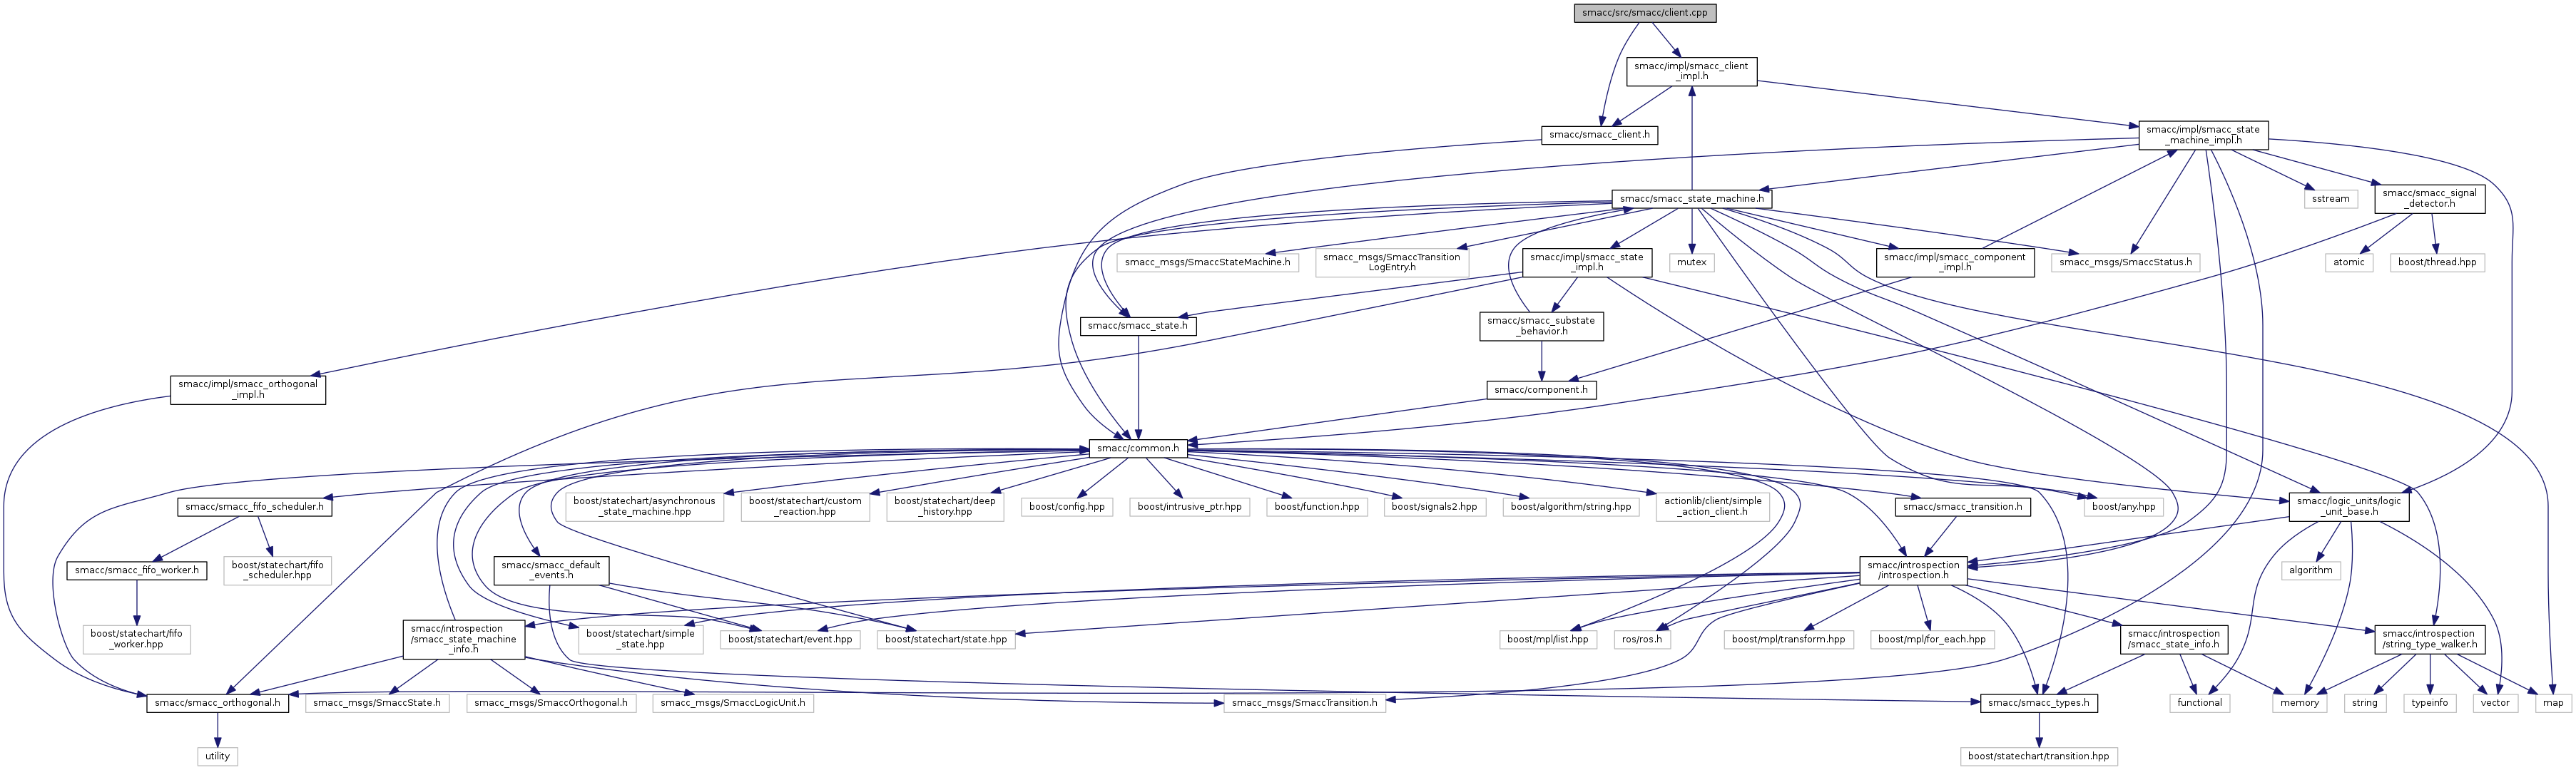 smacc/src/smacc/client.cpp
smacc/impl/smacc_client
_impl.h
smacc/smacc_client.h
smacc/impl/smacc_state
_machine_impl.h
smacc/smacc_state_machine.h
sstream
smacc/smacc_signal
_detector.h
smacc_msgs/SmaccStateMachine.h
smacc_msgs/SmaccTransition
LogEntry.h
smacc/impl/smacc_state
_impl.h
mutex
smacc/impl/smacc_component
_impl.h
smacc_msgs/SmaccStatus.h
atomic
boost/thread.hpp
smacc/smacc_state.h
smacc/smacc_substate
_behavior.h
smacc/impl/smacc_orthogonal
_impl.h
smacc/component.h
smacc/common.h
smacc/smacc_fifo_scheduler.h
boost/statechart/asynchronous
_state_machine.hpp
boost/statechart/custom
_reaction.hpp
boost/statechart/deep
_history.hpp
boost/config.hpp
boost/intrusive_ptr.hpp
boost/function.hpp
boost/signals2.hpp
boost/algorithm/string.hpp
actionlib/client/simple
_action_client.h
smacc/smacc_transition.h
boost/any.hpp
smacc/logic_units/logic
_unit_base.h
smacc/smacc_fifo_worker.h
boost/statechart/fifo
_scheduler.hpp
smacc/smacc_default
_events.h
smacc/introspection
/introspection.h
algorithm
boost/statechart/fifo
_worker.hpp
smacc/introspection
/smacc_state_machine
_info.h
boost/statechart/simple
_state.hpp
boost/statechart/event.hpp
boost/statechart/state.hpp
boost/mpl/list.hpp
ros/ros.h
boost/mpl/transform.hpp
boost/mpl/for_each.hpp
smacc/introspection
/smacc_state_info.h
smacc/introspection
/string_type_walker.h
smacc/smacc_orthogonal.h
smacc_msgs/SmaccState.h
smacc_msgs/SmaccOrthogonal.h
smacc_msgs/SmaccLogicUnit.h
smacc_msgs/SmaccTransition.h
smacc/smacc_types.h
functional
memory
string
typeinfo
vector
map
utility
boost/statechart/transition.hpp